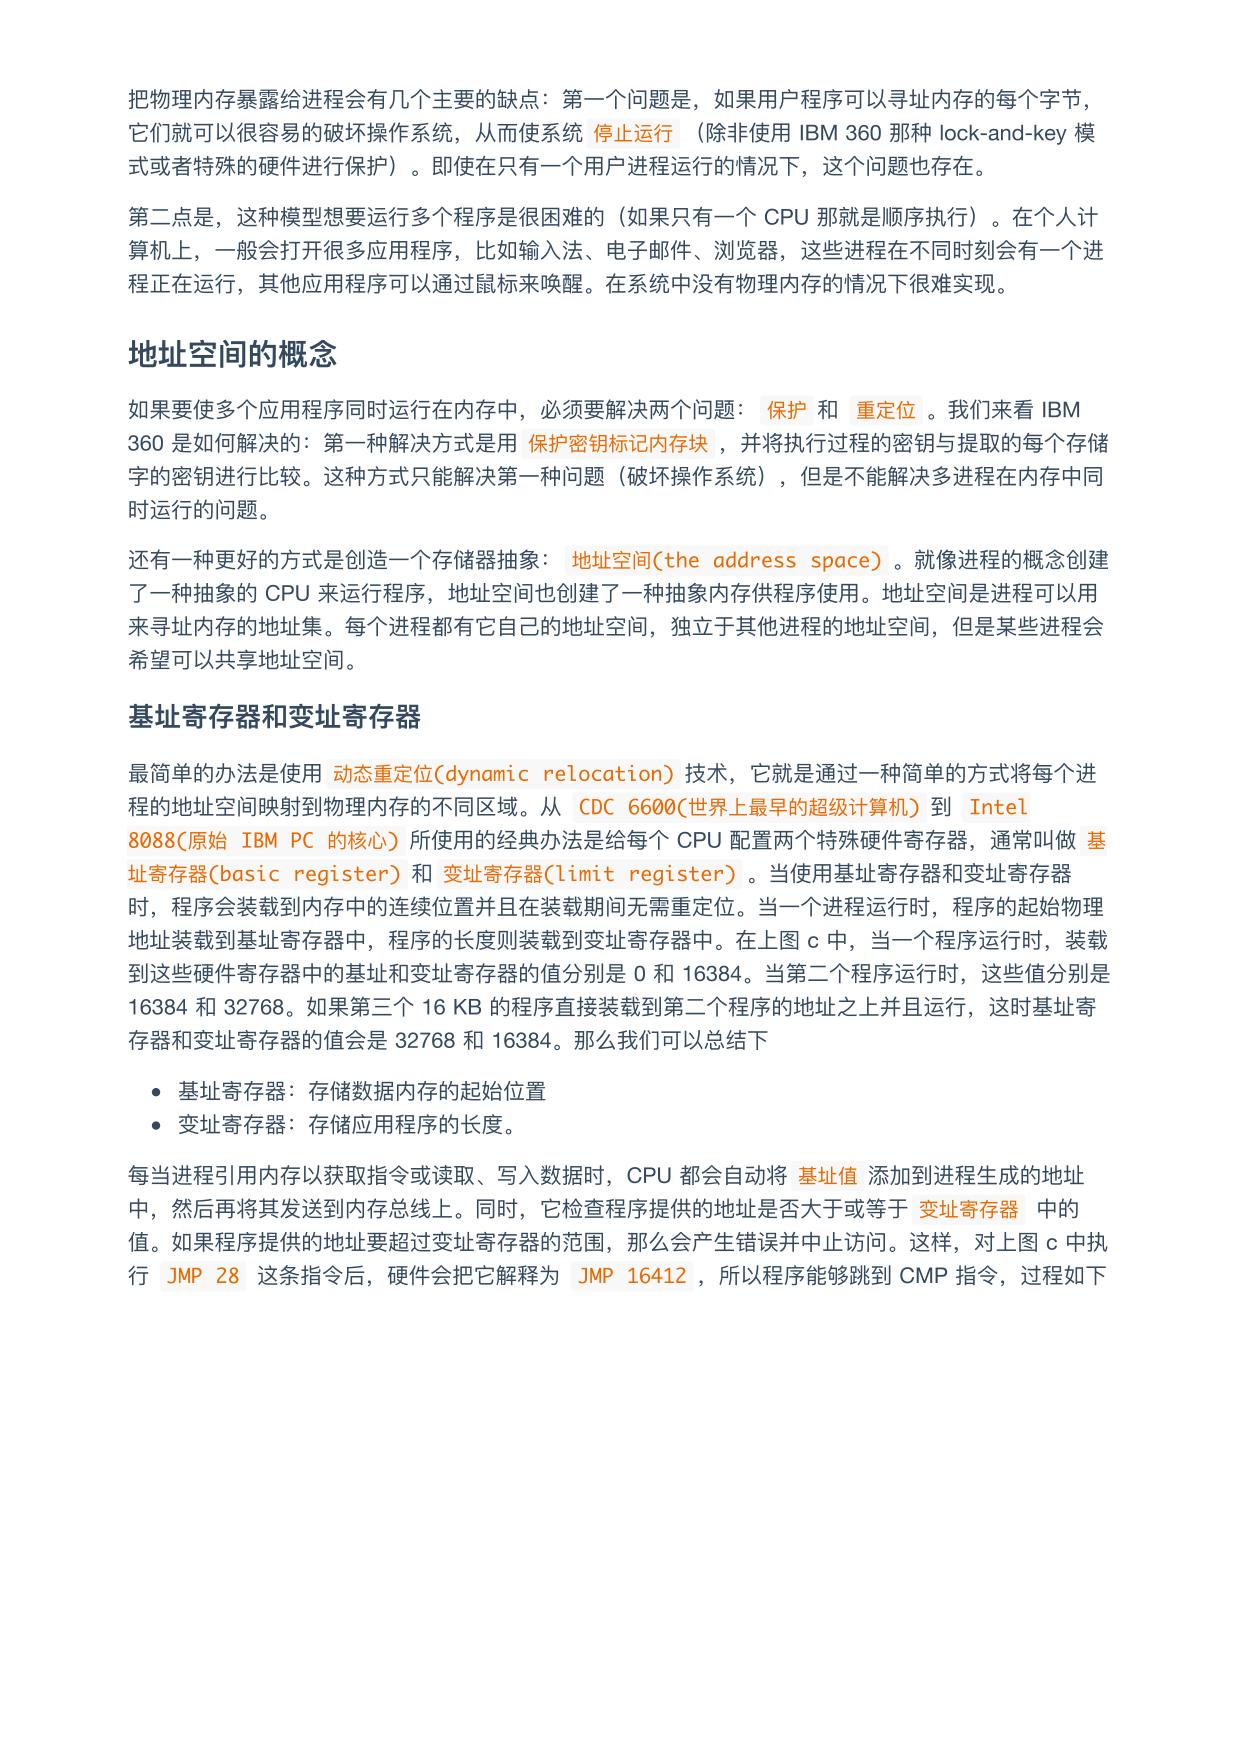 把物理内存暴露给进程会有几个主要的缺点：第一个问题是，如果用户程序可以寻址内存的每个字节，
它们就可以很容易的破坏操作系统，从而使系统 停止运行 （除非使用 IBM 360 那种 lock-and-key 模
式或者特殊的硬件进行保护）。即使在只有一个用户进程运行的情况下，这个问题也存在。
第二点是，这种模型想要运行多个程序是很困难的（如果只有一个 CPU 那就是顺序执行）。在个人计
算机上，一般会打开很多应用程序，比如输入法、电子邮件、浏览器，这些进程在不同时刻会有一个进
程正在运行，其他应用程序可以通过鼠标来唤醒。在系统中没有物理内存的情况下很难实现。
地址空间的概念
如果要使多个应用程序同时运行在内存中，必须要解决两个问题： 保护 和 重定位 。我们来看 IBM
360 是如何解决的：第一种解决方式是用 保护密钥标记内存块 ，并将执行过程的密钥与提取的每个存储
字的密钥进行比较。这种方式只能解决第一种问题（破坏操作系统），但是不能解决多进程在内存中同
时运行的问题。
还有一种更好的方式是创造一个存储器抽象： 地址空间(the address space) 。就像进程的概念创建
了一种抽象的 CPU 来运行程序，地址空间也创建了一种抽象内存供程序使用。地址空间是进程可以用
来寻址内存的地址集。每个进程都有它自己的地址空间，独立于其他进程的地址空间，但是某些进程会
希望可以共享地址空间。
基址寄存器和变址寄存器
最简单的办法是使用 动态重定位(dynamic relocation) 技术，它就是通过一种简单的方式将每个进
程的地址空间映射到物理内存的不同区域。从 CDC 6600(世界上最早的超级计算机) 到 Intel
8088(原始 IBM PC 的核心) 所使用的经典办法是给每个 CPU 配置两个特殊硬件寄存器，通常叫做 基
址寄存器(basic register) 和 变址寄存器(limit register) 。当使用基址寄存器和变址寄存器
时，程序会装载到内存中的连续位置并且在装载期间无需重定位。当一个进程运行时，程序的起始物理
地址装载到基址寄存器中，程序的长度则装载到变址寄存器中。在上图 c 中，当一个程序运行时，装载
到这些硬件寄存器中的基址和变址寄存器的值分别是 0 和 16384。当第二个程序运行时，这些值分别是
16384 和 32768。如果第三个 16 KB 的程序直接装载到第二个程序的地址之上并且运行，这时基址寄
存器和变址寄存器的值会是 32768 和 16384。那么我们可以总结下
• 基址寄存器：存储数据内存的起始位置
• 变址寄存器：存储应用程序的长度。
每当进程引用内存以获取指令或读取、写入数据时，CPU 都会自动将 基址值 添加到进程生成的地址
中，然后再将其发送到内存总线上。同时，它检查程序提供的地址是否大于或等于 变址寄存器 中的
值。如果程序提供的地址要超过变址寄存器的范围，那么会产生错误并中止访问。这样，对上图 c 中执
行 JMP 28 这条指令后，硬件会把它解释为 JMP 16412 ，所以程序能够跳到 CMP 指令，过程如下